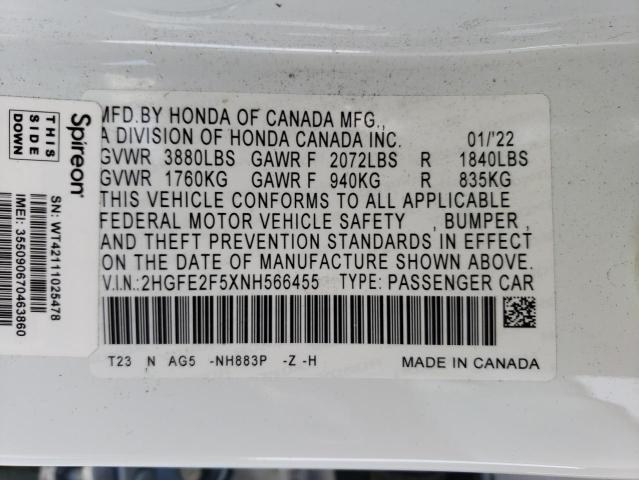 MFD.BY HONDA OF CANADA MFG.,
A DIVISION OF HONDA CANADA INC. 01/'22
GVWR 3880LBS GAWR F 2072LBS R 1840LBS
GVWR 1760KG GAWR F 940KG R 835KG
THIS VEHICLE CONFORMS TO ALL APPLICABLE
FEDERAL MOTOR VEHICLE SAFETY , BUMPER,
AND THEFT PREVENTION STANDARDS IN EFFECT
ON THE DATE OF MANUFACTURE SHOWN ABOVE.
V.I.N.:2HGFE2F5XNH566455 TYPE: PASSENGER CAR
T23 N AG5 -NH883P -Z -H MADE IN CANADA
THIS
SIDE
DOWN
Spireon
SN: WT42111025478
IMEI: 355090670463860